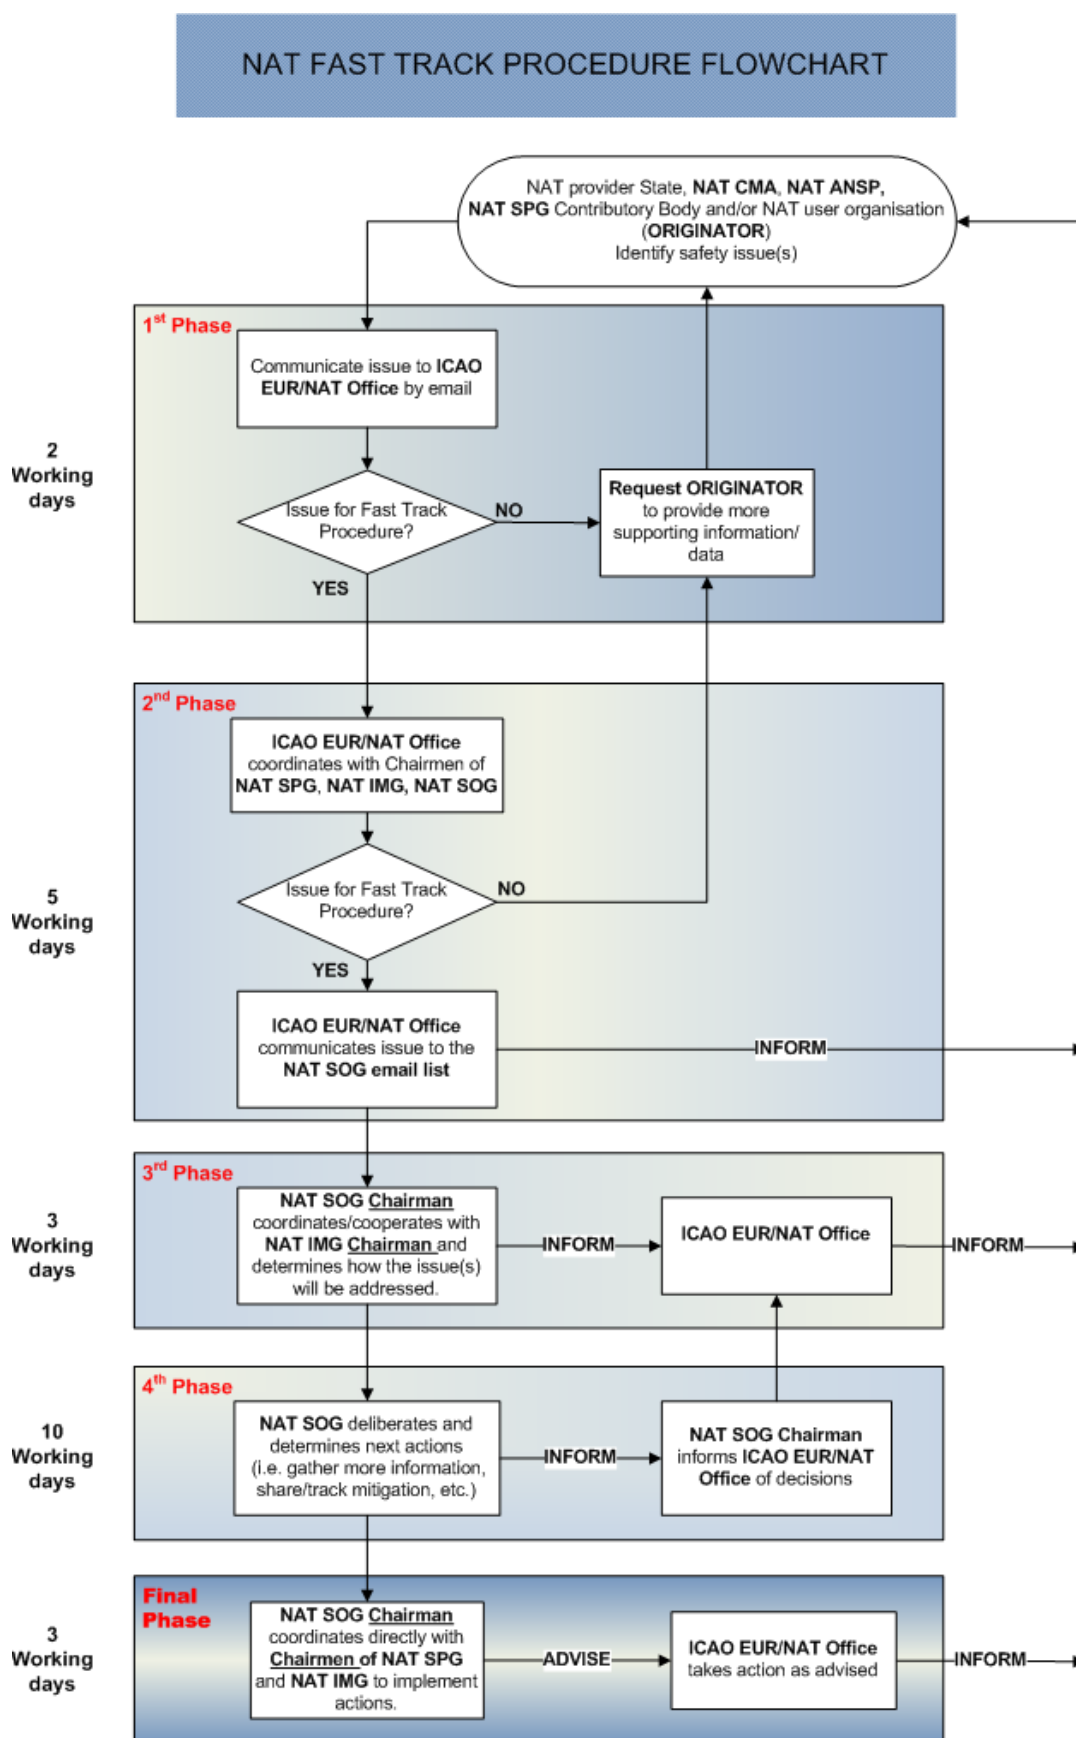 NAT FAST TRACK PROCEDURE FLOWCHART
NAT provider State, NAT CMA, NAT ANSP,
NAT SPG Contributory Body and/or NAT user organisation
(ORIGINATOR)
Identify safety issue(s)
1st Phase
2
Working
days
Communicate issue to ICAO
EUR/NAT Office by email
Issue for Fast Track
Procedure?
NO
YES
Request ORIGINATOR
to provide more
supporting information/
data
2nd Phase
5
Working
days
ICAO EUR/NAT Office
coordinates with Chairmen of
NAT SPG, NAT IMG, NAT SOG
Issue for Fast Track
Procedure?
NO
YES
ICAO EUR/NAT Office
communicates issue to the
NAT SOG email list
INFORM
3rd Phase
3
Working
days
NAT SOG Chairman
coordinates/cooperates with
NAT IMG Chairman and
determines how the issue(s)
will be addressed.
INFORM
ICAO EUR/NAT Office
INFORM
4th Phase
10
Working
days
NAT SOG deliberates and
determines next actions
(i.e. gather more information,
share/track mitigation, etc.)
INFORM
NAT SOG Chairman
informs ICAO EUR/NAT
Office of decisions
Final
Phase
3
Working
days
NAT SOG Chairman
coordinates directly with
Chairmen of NAT SPG
and NAT IMG to implement
actions.
ADVISE
ICAO EUR/NAT Office
takes action as advised
INFORM